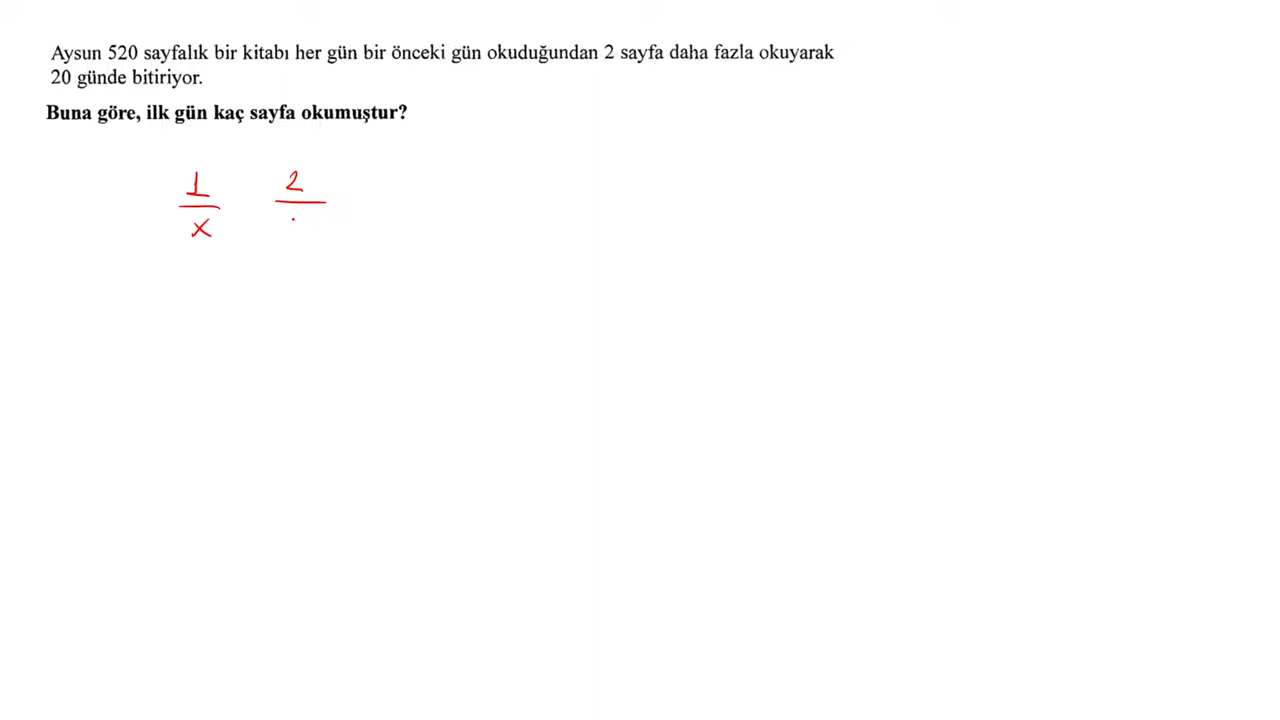 Aysun 520 sayfalık bir kitabı her gün bir önceki gün okuduğundan 2 sayfa daha fazla okuyarak
20 günde bitiriyor.
Buna göre, ilk gün kaç sayfa okumuştur?
1 2
x